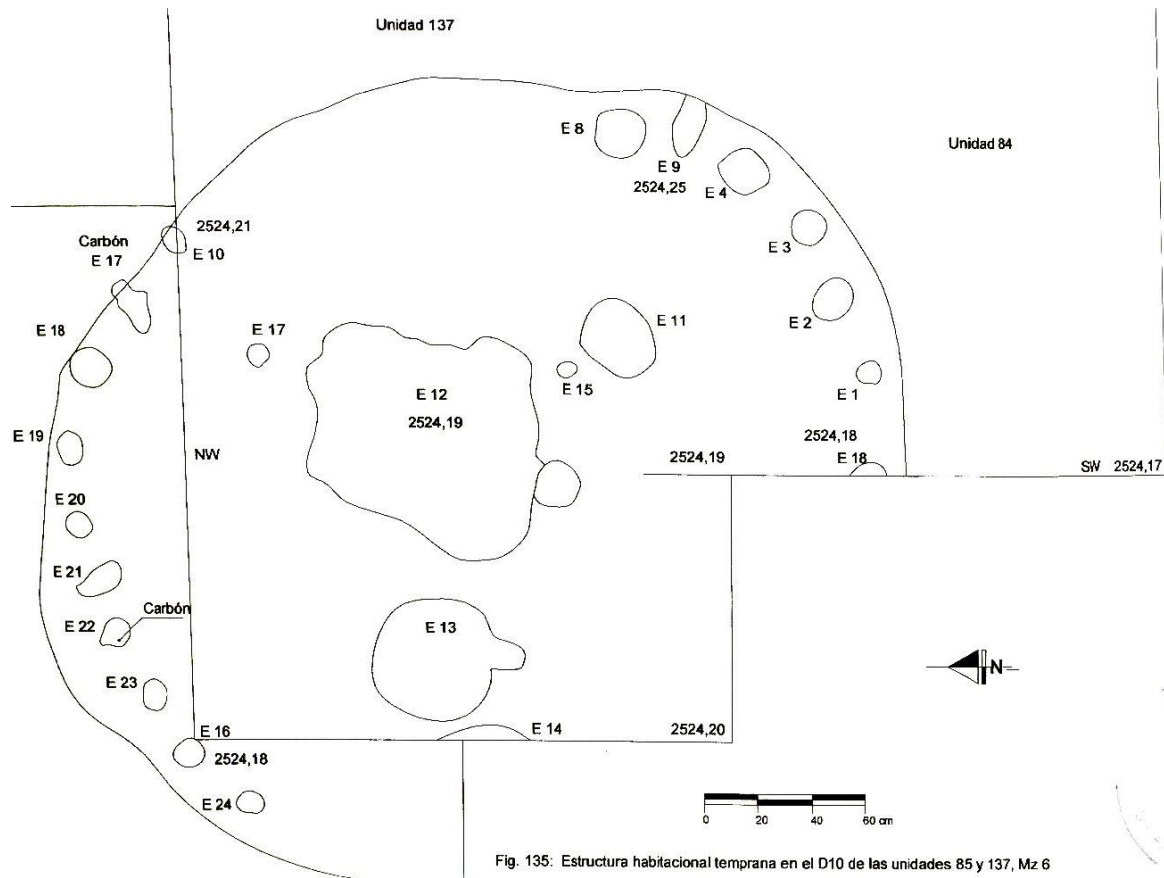 Unidad 137
E 8
E 9
2524,25
E 4
Unidad 84
E 3
E 2
E 1
2524,21
E 10
Carbón
E 17
E 18
E 17
E 11
E 15
E 12
2524,19
E 19
NW
2524,19
2524,18
E 18
SW 2524,17
E 20
E 21
E 22
Carbón
E 13
E 23
E 16
2524,18
E 14
2524,20
E 24
N
0 20 40 60 cm
Fig. 135: Estructura habitacional temprana en el D10 de las unidades 85 y 137, Mz 6